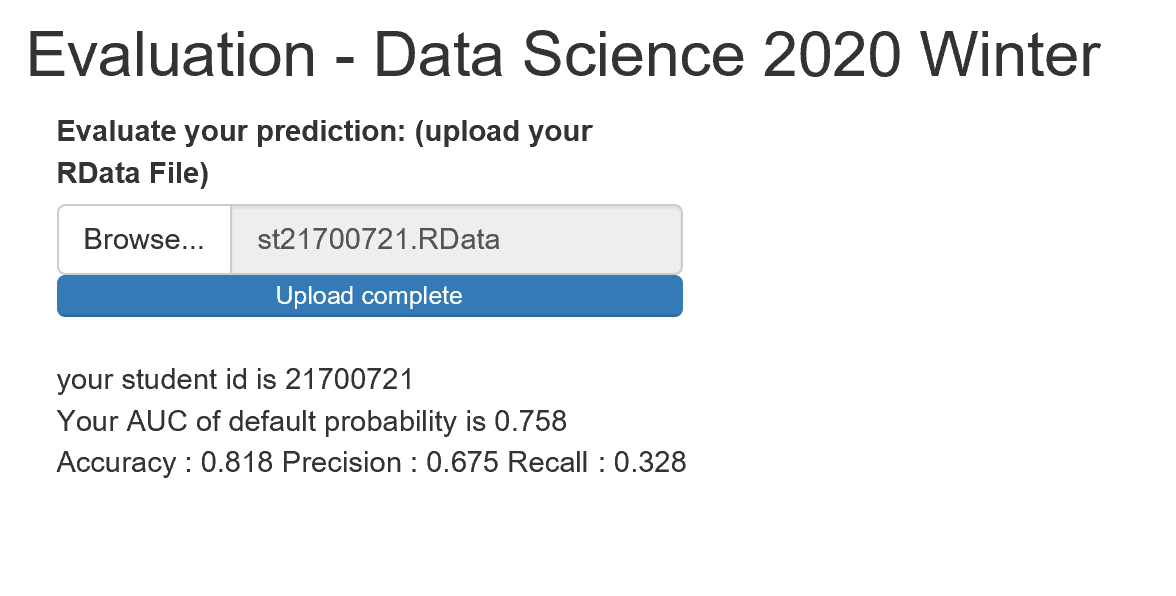 Evaluation - Data Science 2020 Winter
Evaluate your prediction: (upload your
RData File)
Browse... st21700721.RData
Upload complete
your student id is 21700721
Your AUC of default probability is 0.758
Accuracy : 0.818 Precision : 0.675 Recall : 0.328